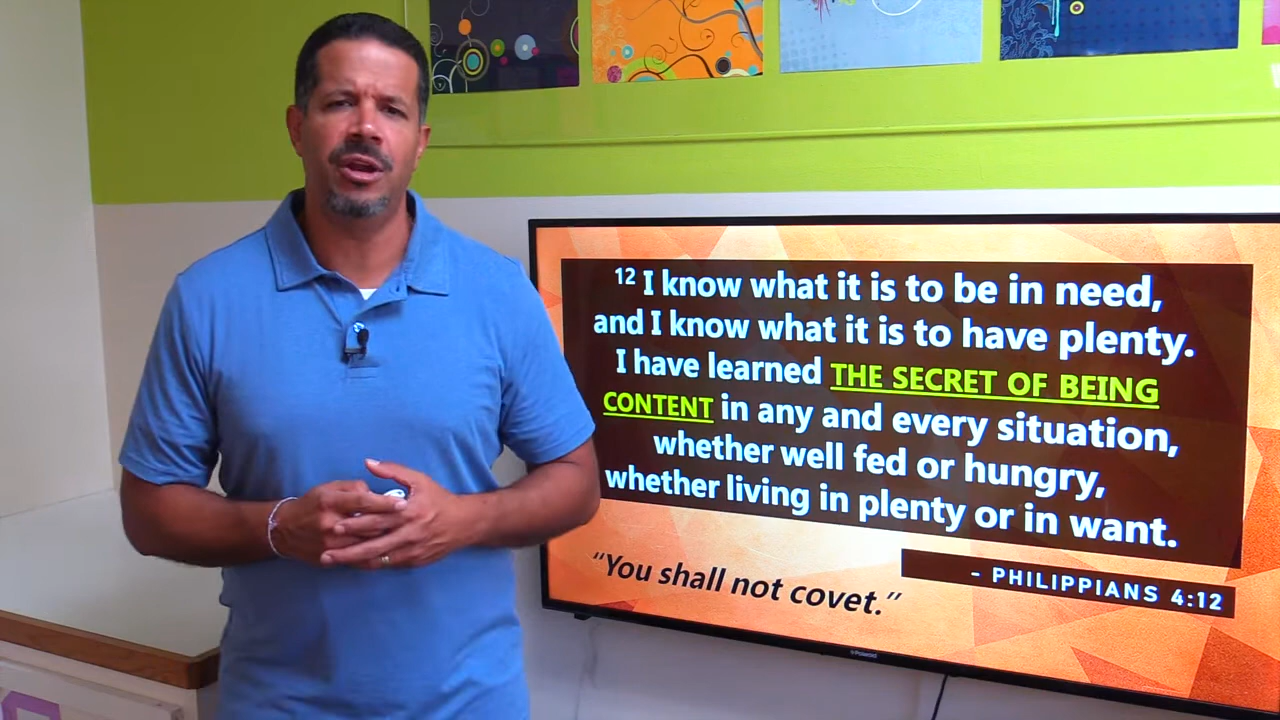 12 I know what it is to be in need,
and I know what it is to have plenty.
I have learned THE SECRET OF BEING
CONTENT in any and every situation,
whether well fed or hungry,
whether living in plenty or in want.
- PHILIPPIANS 4:12
“You shall not covet.”
Polaroid